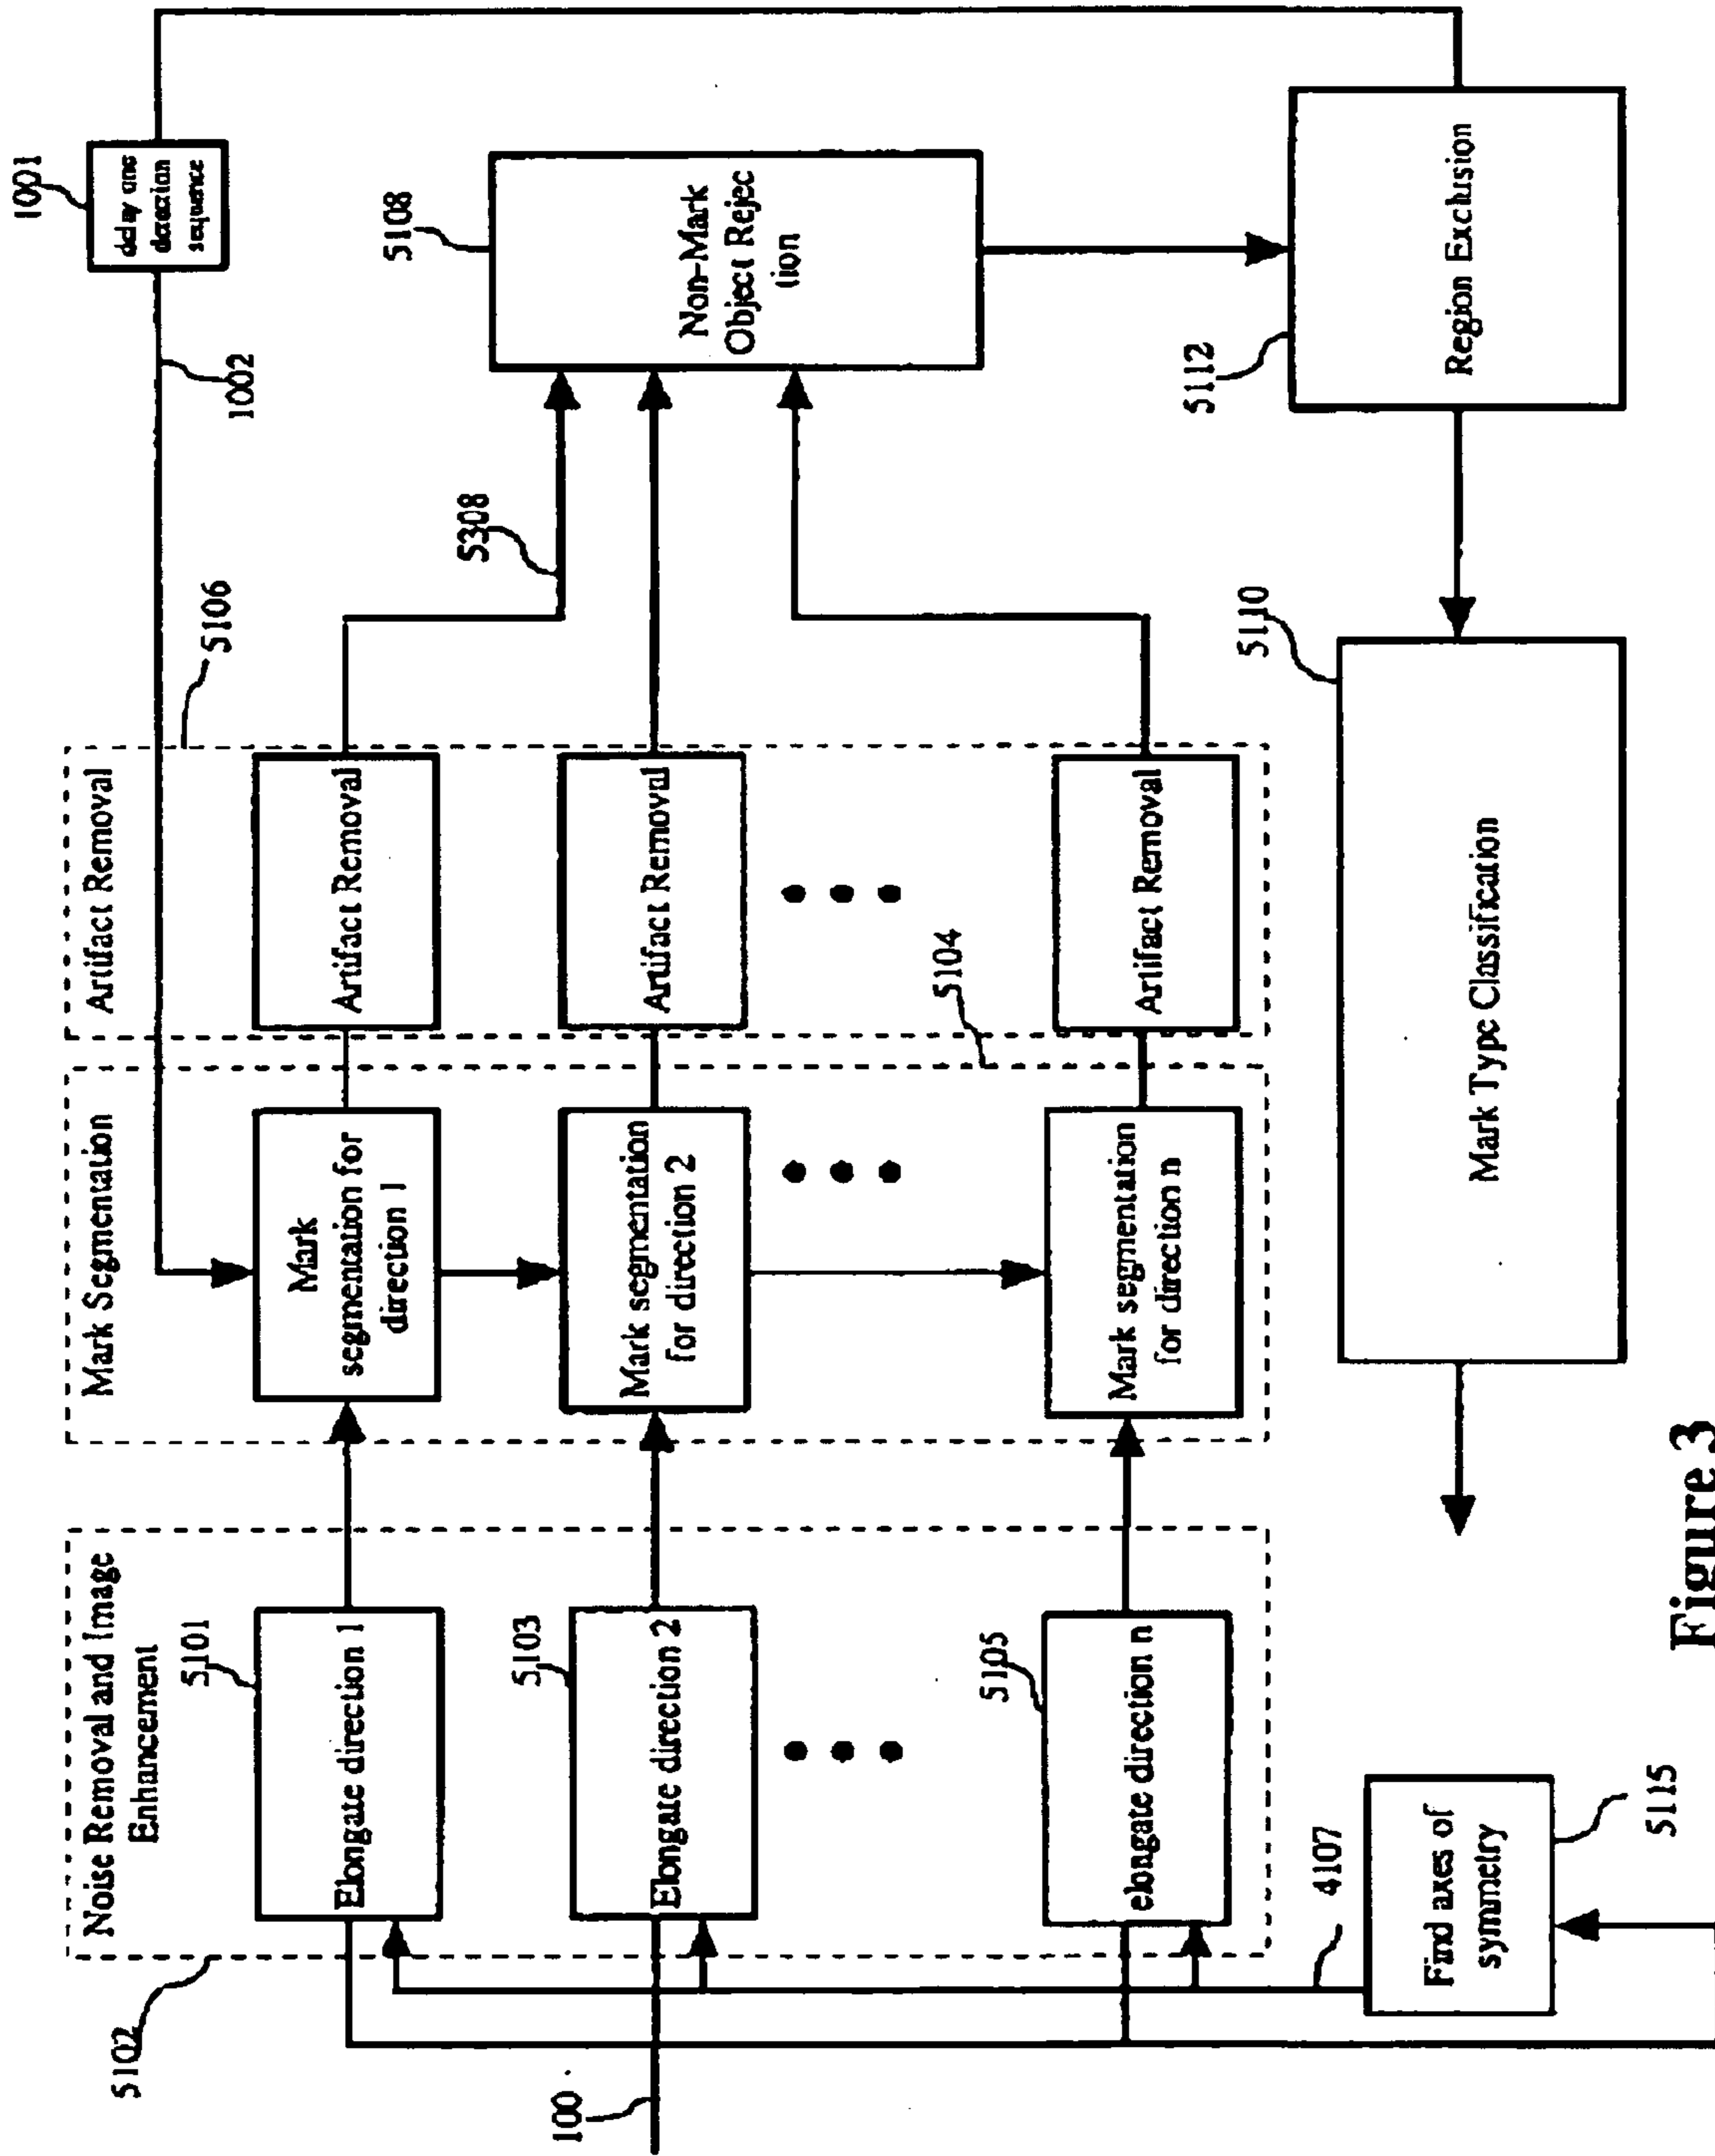 Noise Removal and Image
Enhancement
Mark Segmentation
Artifact Removal
1001
delay one
detection
sequence
1002
5102
5101
Elongate direction 1
Mark
segmentation for
direction 1
Artifact Removal
5106
5308
5108
Non-Mark
Object Rejec
tion
100
5103
Elongate direction 2
Mark segmentation
for direction 2
Artifact Removal
5104
5105
elongate direction n
Mark segmentation
for direction n
Artifact Removal
4107
Find axes of
symmetry
5115
5110
Mark Type Classification
5112
Region Exclusion
Figure 3